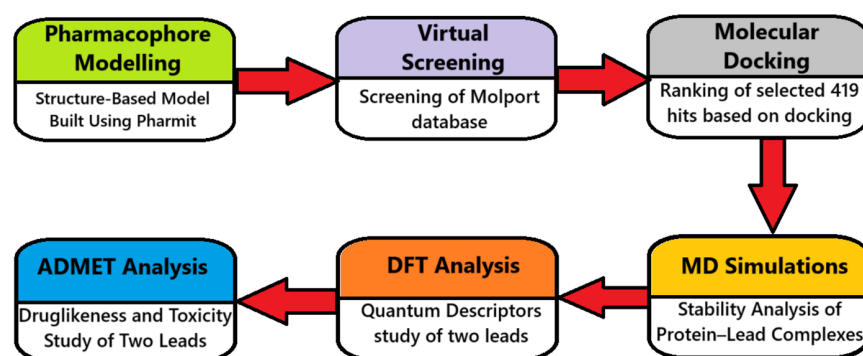 Pharmacophore
Modelling
Structure-Based Model
Built Using Pharmit
Virtual
Screening
Screening of Molport
database
Molecular
Docking
Ranking of selected 419
hits based on docking
ADMET Analysis
Druglikeness and Toxicity
Study of Two Leads
DFT Analysis
Quantum Descriptors
study of two leads
MD Simulations
Stability Analysis of
Protein–Lead Complexes